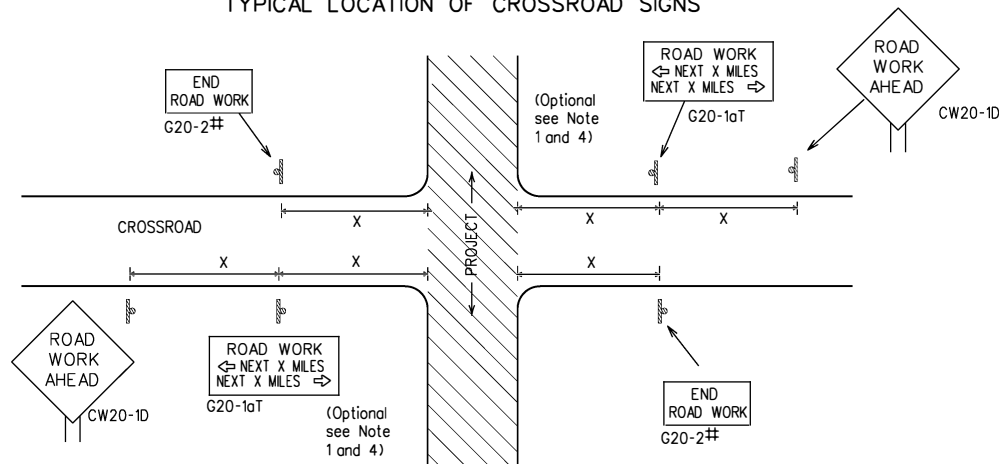 TYPICAL LOCATION OF CROSSROAD SIGNS
END
ROAD WORK
G20-2#
(Optional
see Note
1 and 4)
ROAD WORK
⇦ NEXT X MILES
NEXT X MILES ⇨
G20-1aT
ROAD
WORK
AHEAD
CW20-1D
X
X
X
CROSSROAD
PROJECT
X
X
X
ROAD
WORK
AHEAD
CW20-1D
ROAD WORK
⇦ NEXT X MILES
NEXT X MILES ⇨
G20-1aT
(Optional
see Note
1 and 4)
END
ROAD WORK
G20-2#